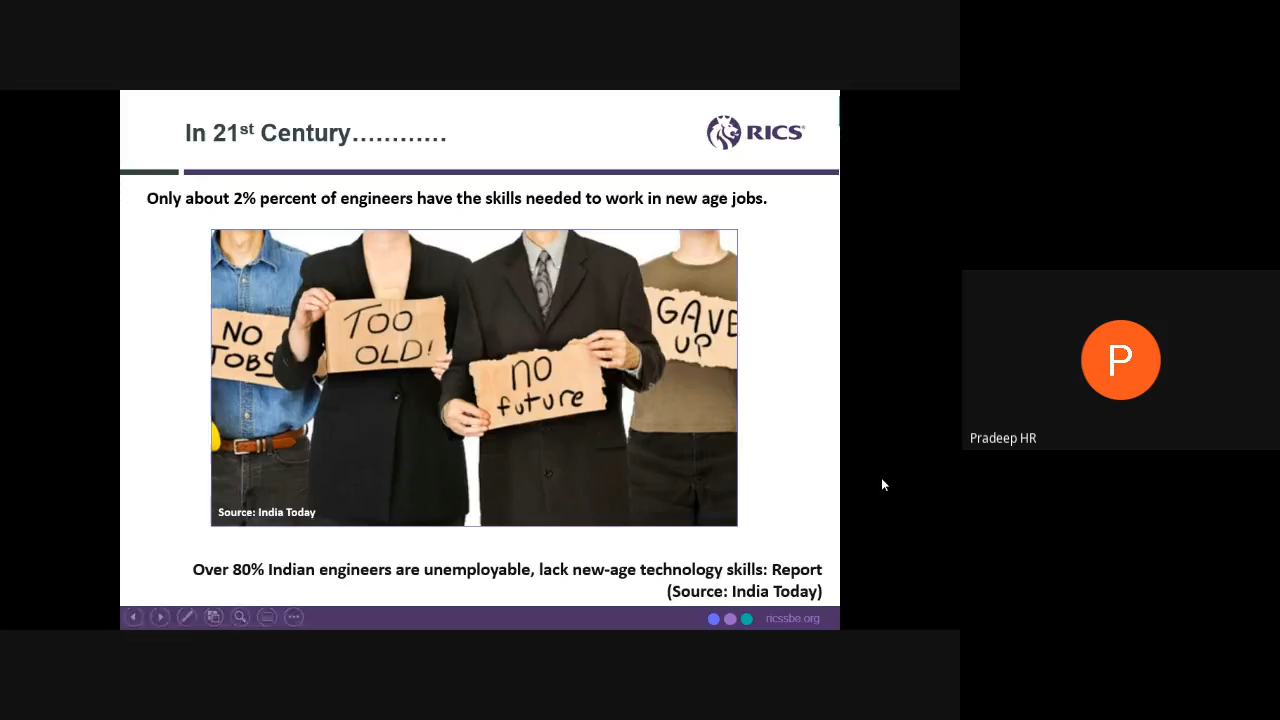 In 21st Century............
RICS
Only about 2% percent of engineers have the skills needed to work in new age jobs.
NO
JOBS
TOO
OLD!
NO
future
GAVE
UP
Source: India Today
Over 80% Indian engineers are unemployable, lack new-age technology skills: Report
(Source: India Today)
ricssbe.org
P
Pradeep HR